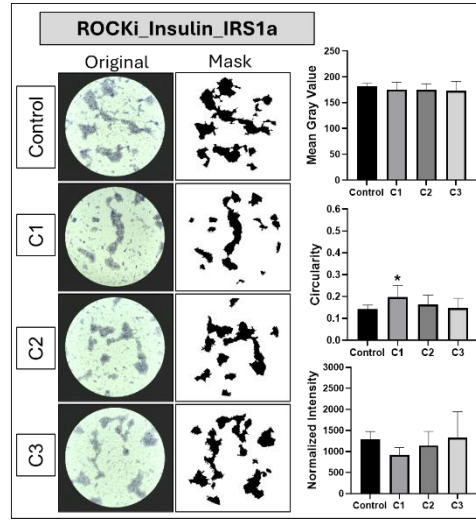 ROCKi_Insulin_IRS1a
Original Mask
Control
C1
C2
C3
Mean Gray Value
250
200
150
100
50
0
Control C1 C2 C3
Circularity
0.6
0.5
0.4
0.3
0.2
0.1
0.0
*
Control C1 C2 C3
Normalized Intensity
3000
2500
2000
1500
1000
500
0
Control C1 C2 C3